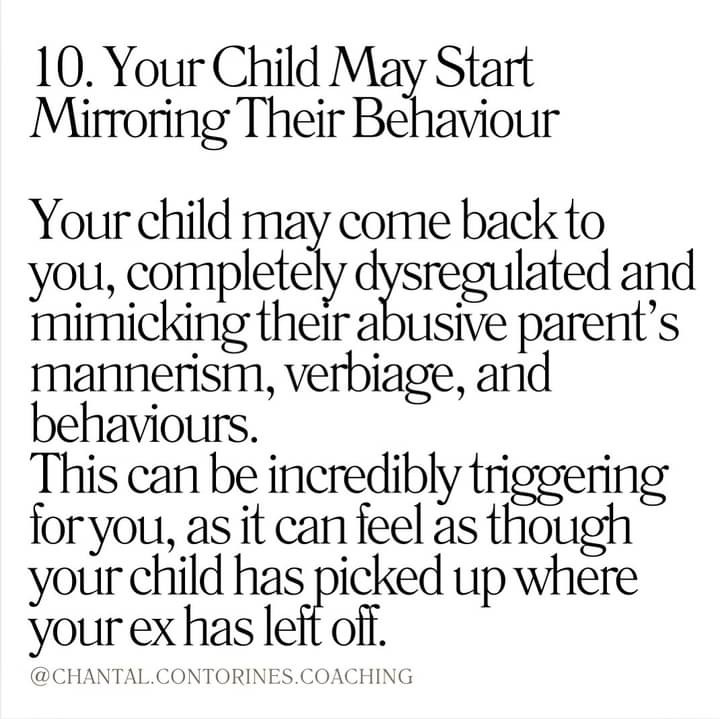 10. Your Child May Start
Mirroring Their Behaviour
Your child may come back to
you, completely dysregulated and
mimicking their abusive parent's
mannerism, verbiage, and
behaviours.
This can be incredibly triggering
for you, as it can feel as though
your child has picked up where
your ex has left off.
@CHANTAL.CONTORINES.COACHING